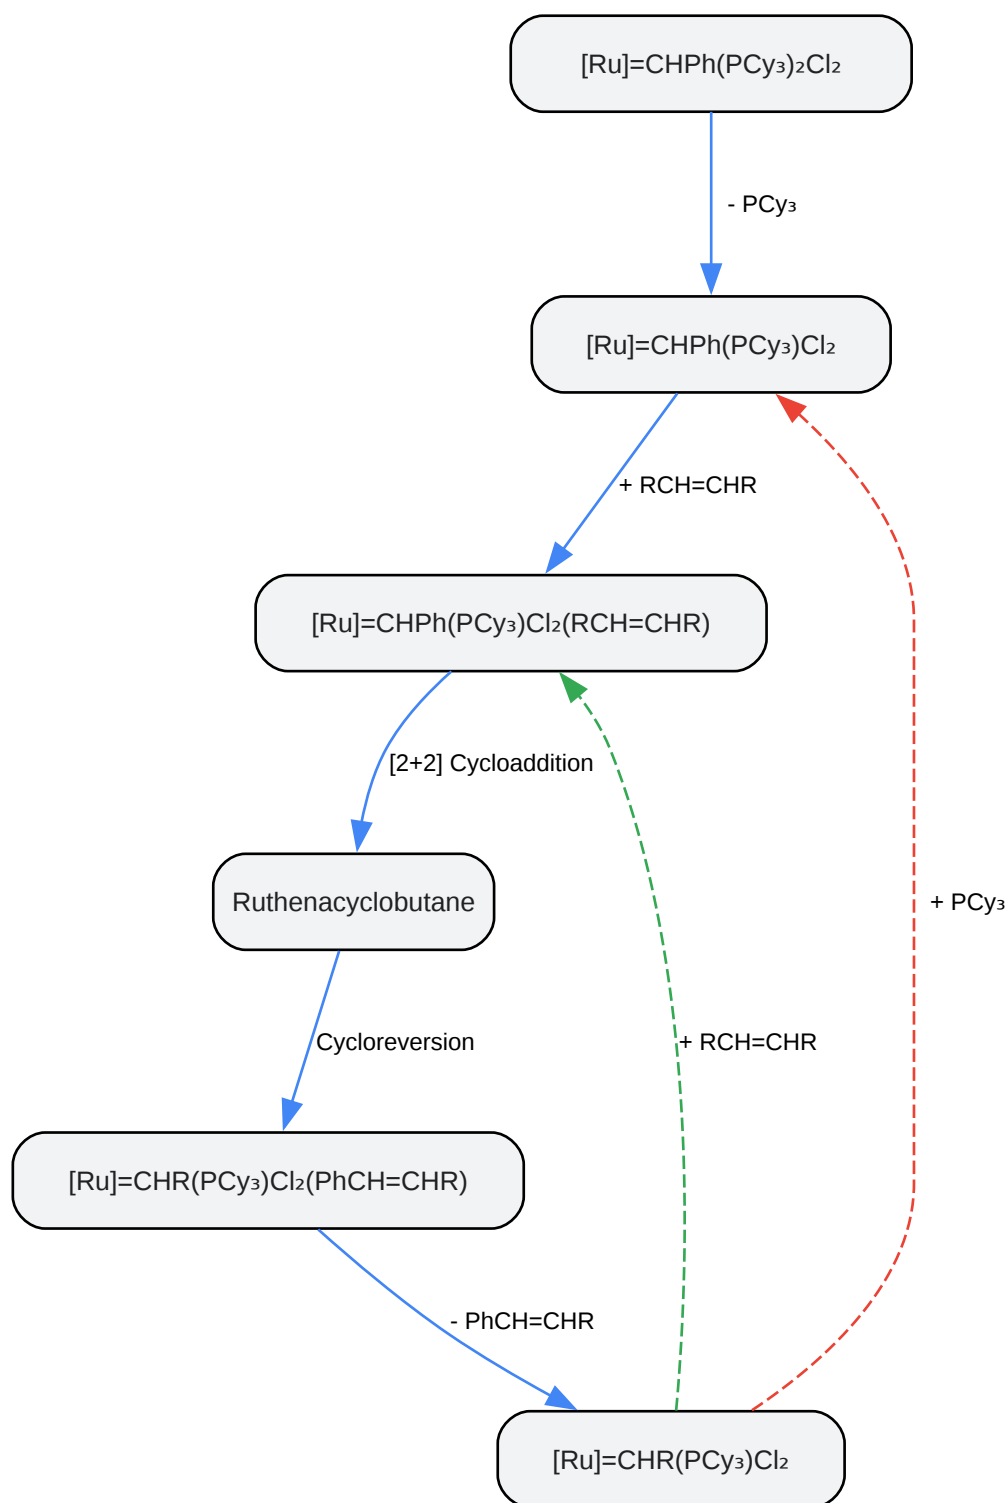 [Ru]=CHPh(PCy₃)₂Cl₂
- PCy₃
[Ru]=CHPh(PCy₃)Cl₂
+ RCH=CHR
[Ru]=CHPh(PCy₃)Cl₂(RCH=CHR)
[2+2] Cycloaddition
Ruthenacyclobutane
+ PCy₃
Cycloreversion
+ RCH=CHR
[Ru]=CHR(PCy₃)Cl₂(PhCH=CHR)
- PhCH=CHR
[Ru]=CHR(PCy₃)Cl₂